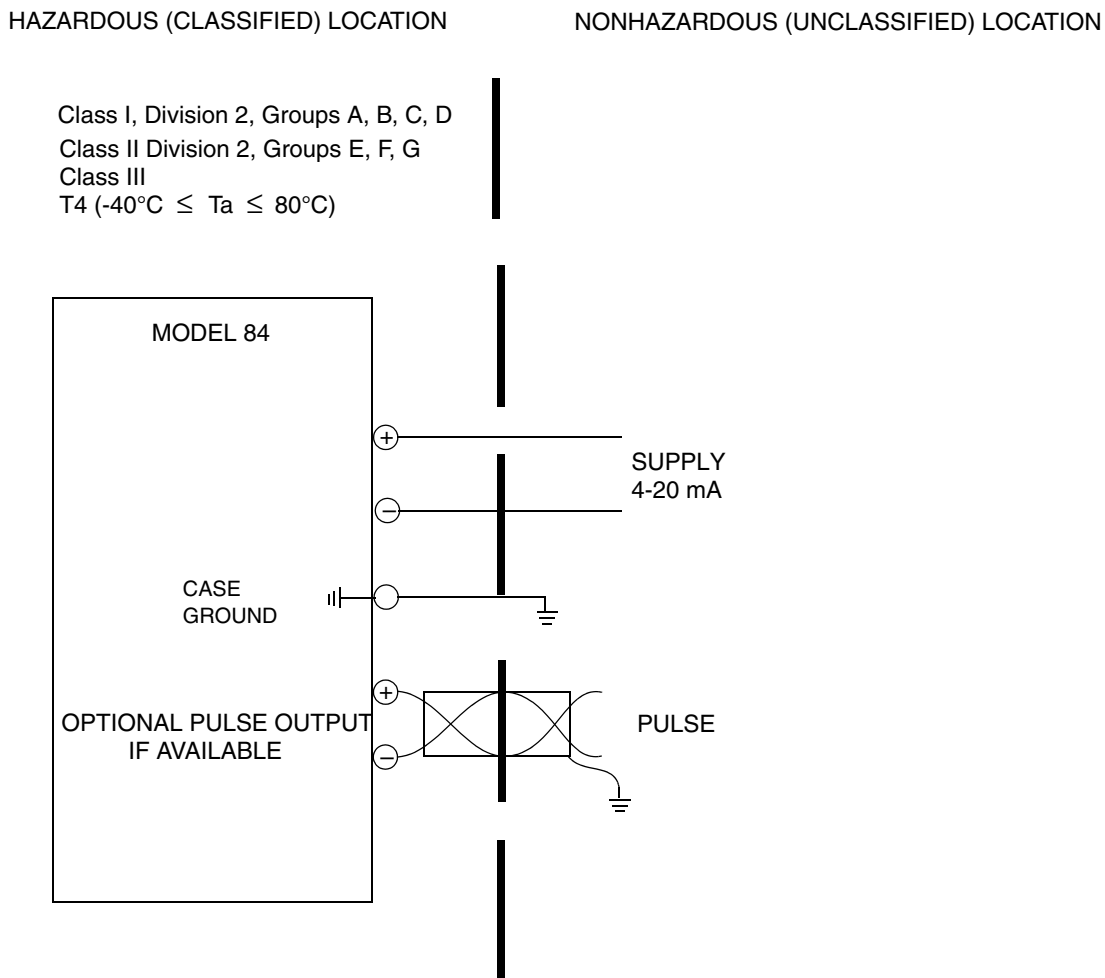 HAZARDOUS (CLASSIFIED) LOCATION
NONHAZARDOUS (UNCLASSIFIED) LOCATION
Class I, Division 2, Groups A, B, C, D
Class II Division 2, Groups E, F, G
Class III
T4 (-40°C ≤ Ta ≤ 80°C)
MODEL 84
+
SUPPLY
4-20 mA
−
CASE
GROUND
+
OPTIONAL PULSE OUTPUT
IF AVAILABLE
−
PULSE